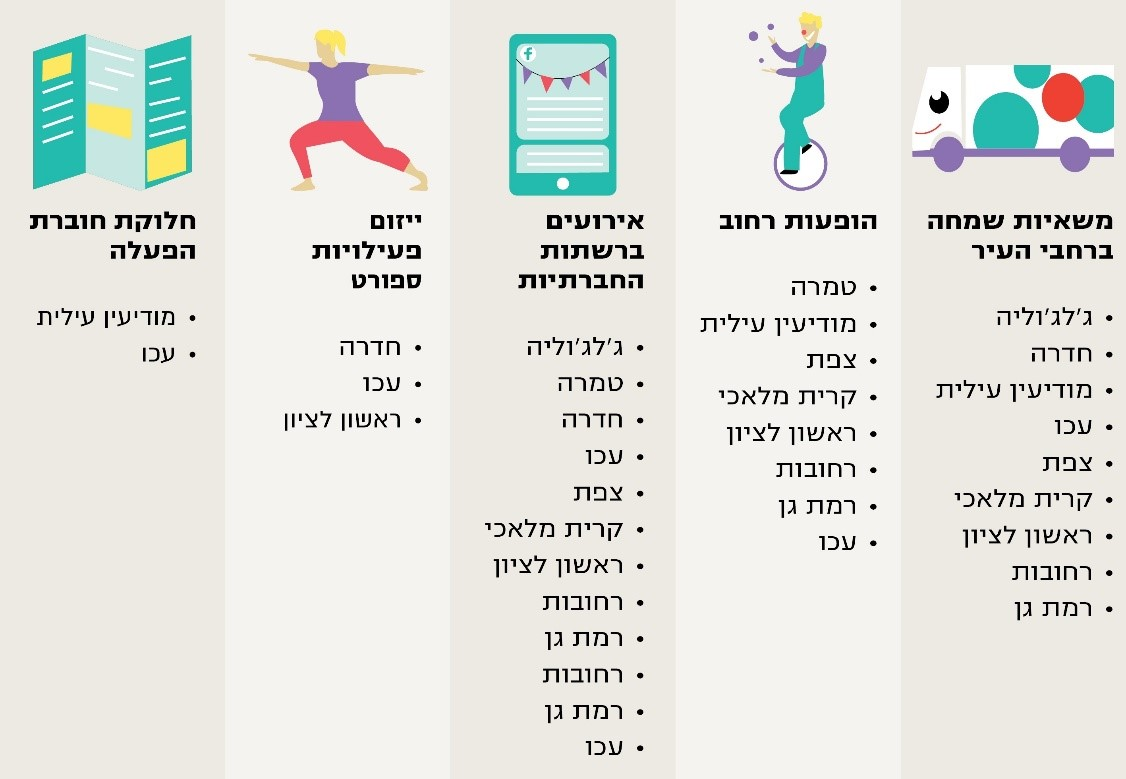 משאיות שמחה
ברחבי העיר
• ג'לג'וליה
• חדרה
• מודיעין עילית
• עכו
• צפת
• קרית מלאכי
• ראשון לציון
• רחובות
• רמת גן
הופעות רחוב
• טמרה
• מודיעין עילית
• צפת
• קרית מלאכי
• ראשון לציון
• רחובות
• רמת גן
• עכו
אירועים
ברשתות
החברתיות
• ג'לג'וליה
• טמרה
• חדרה
• עכו
• צפת
• קרית מלאכי
• ראשון לציון
• רחובות
• רמת גן
• רחובות
• רמת גן
• עכו
ייזום
פעילויות
ספורט
• חדרה
• עכו
• ראשון לציון
חלוקת חוברת
הפעלה
• מודיעין עילית
• עכו